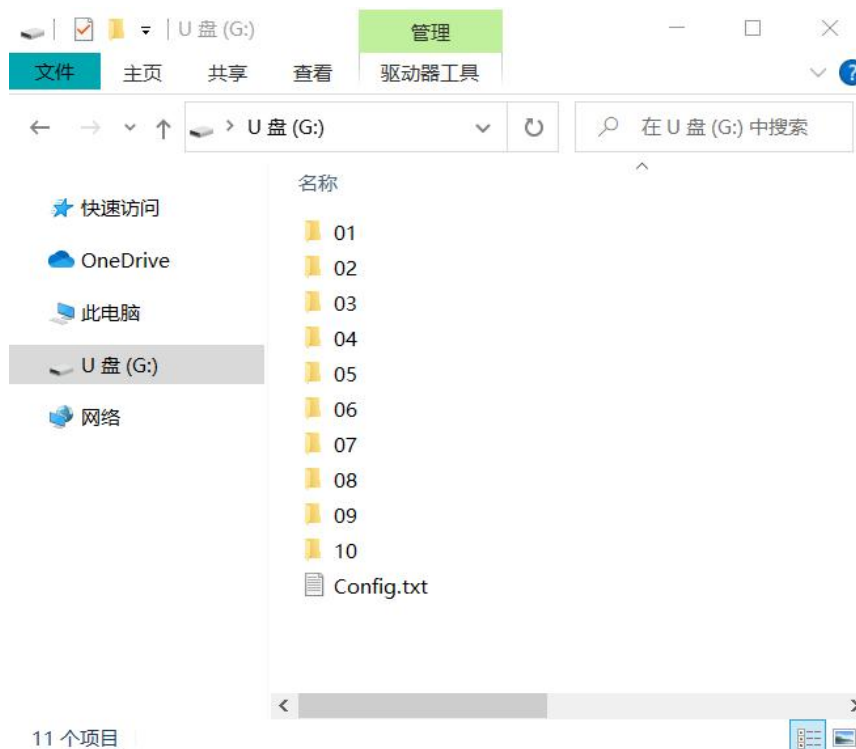 U 盘 (G:)
管理
文件
主页
共享
查看
驱动器工具
U 盘 (G:)
在 U 盘 (G:) 中搜索
快速访问
OneDrive
此电脑
U 盘 (G:)
网络
名称
01
02
03
04
05
06
07
08
09
10
Config.txt
11 个项目